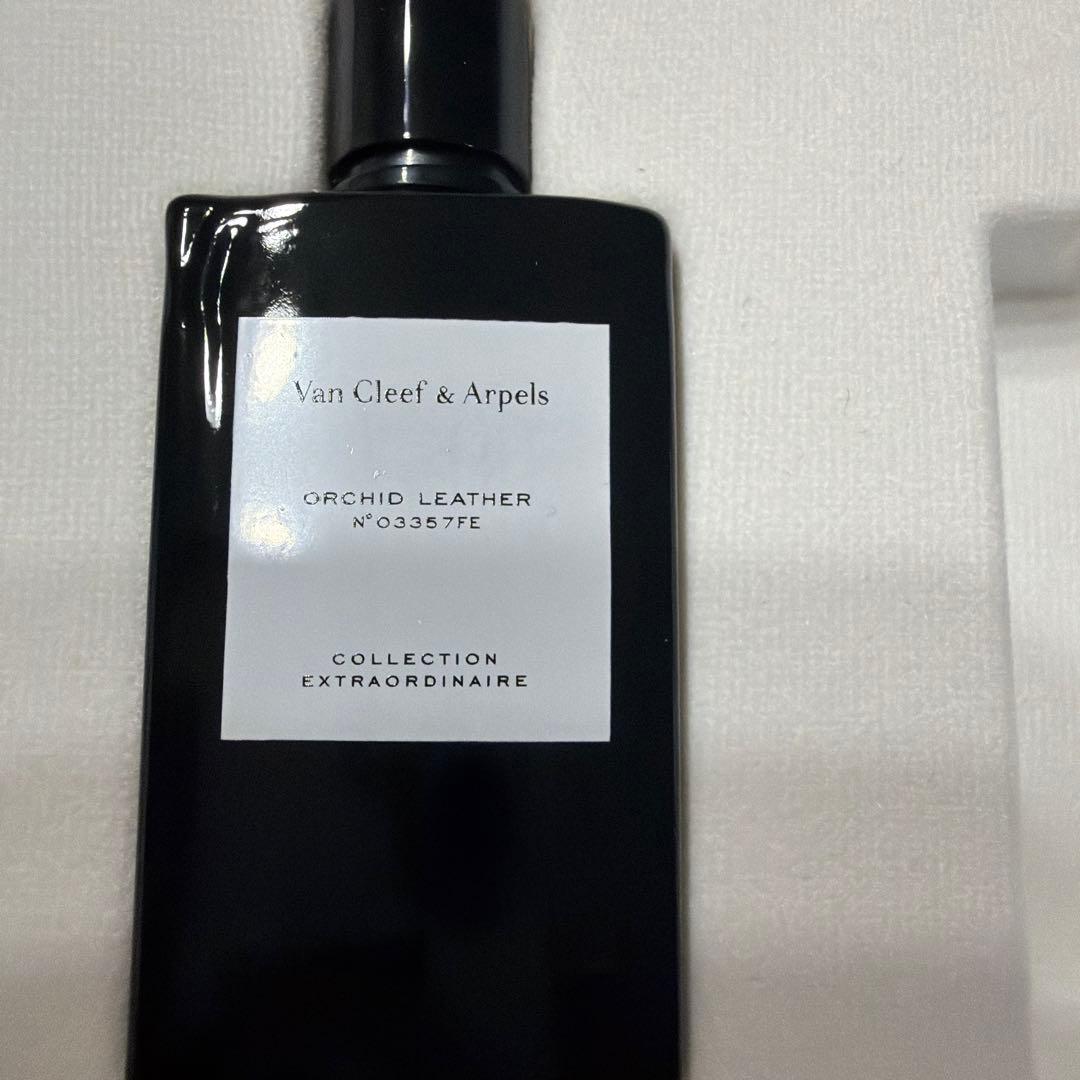 Van Cleef & Arpels
ORCHID LEATHER
N°03357FE
COLLECTION
EXTRAORDINAIRE